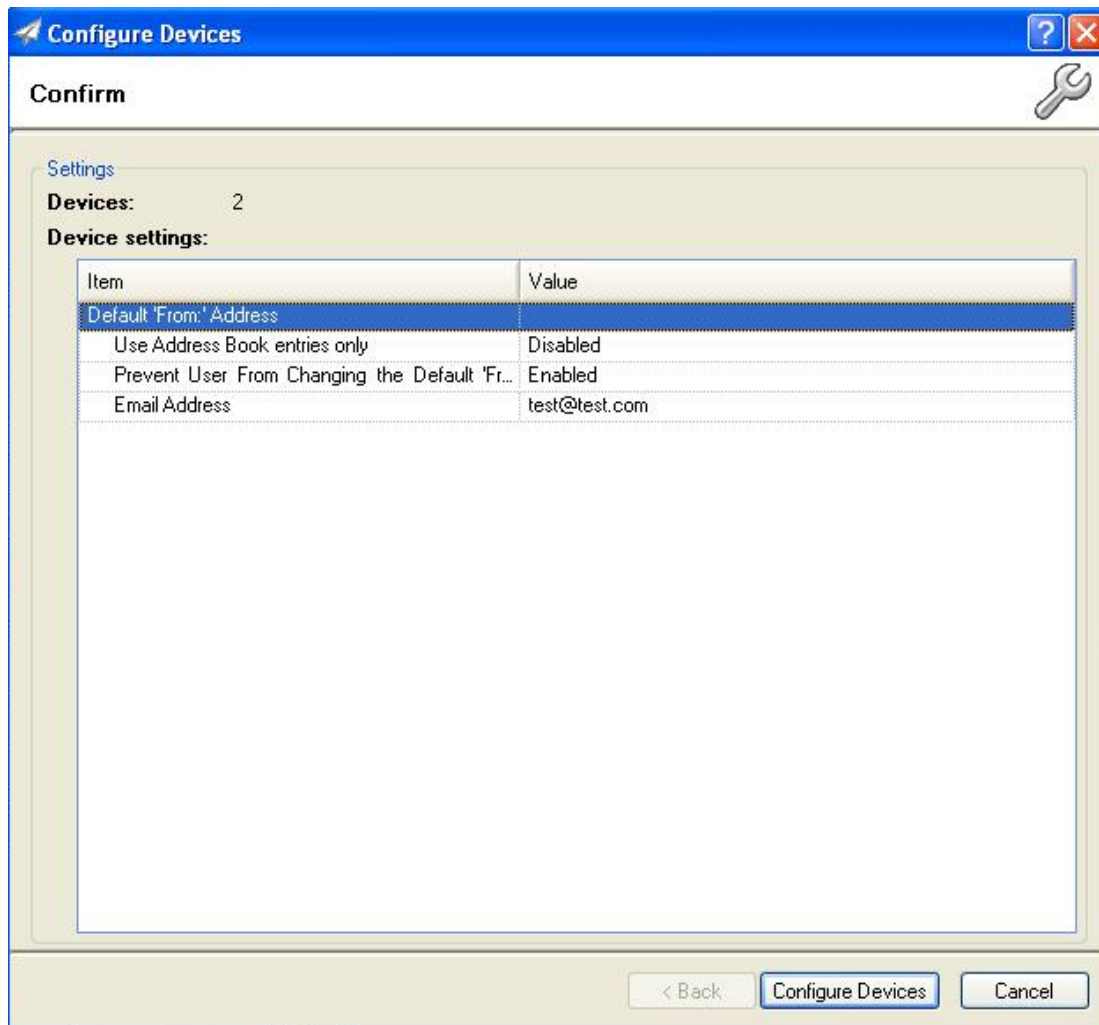 Configure Devices
Confirm
Settings
Devices: 2
Device settings:
Item Value
Default 'From:' Address
Use Address Book entries only Disabled
Prevent User From Changing the Default 'Fr... Enabled
Email Address test@test.com
< Back Configure Devices Cancel